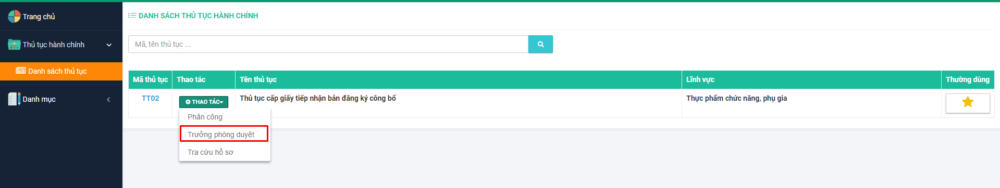 Trang chủ
Thủ tục hành chính
Danh sách thủ tục
Danh mục
DANH SÁCH THỦ TỤC HÀNH CHÍNH
Mã, tên thủ tục ...
Mã thủ tục Thao tác Tên thủ tục Lĩnh vực Thường dùng
TT02 THAO TÁC Thủ tục cấp giấy tiếp nhận bản đăng ký công bố Thực phẩm chức năng, phụ gia
Phân công
Trưởng phòng duyệt
Tra cứu hồ sơ